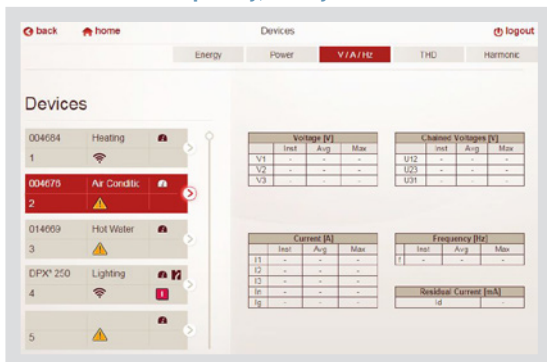 back home Devices logout
Energy Power V/A/Hz THD Harmonic
Devices
004684 Heating
1
004676 Air Conditic
2
014669 Hot Water
3
DPX³ 250 Lighting
4
5
Voltage [V]
Inst Avg Max
V1 - - -
V2 - - -
V3 - - -
Chained Voltages [V]
Inst Avg Max
U12 - - -
U23 - - -
U31 - - -
Current [A]
Inst Avg Max
I1 - - -
I2 - - -
I3 - - -
In - - -
Ig - - -
Frequency [Hz]
Inst Avg Max
f - - -
Residual Current [mA]
Id -